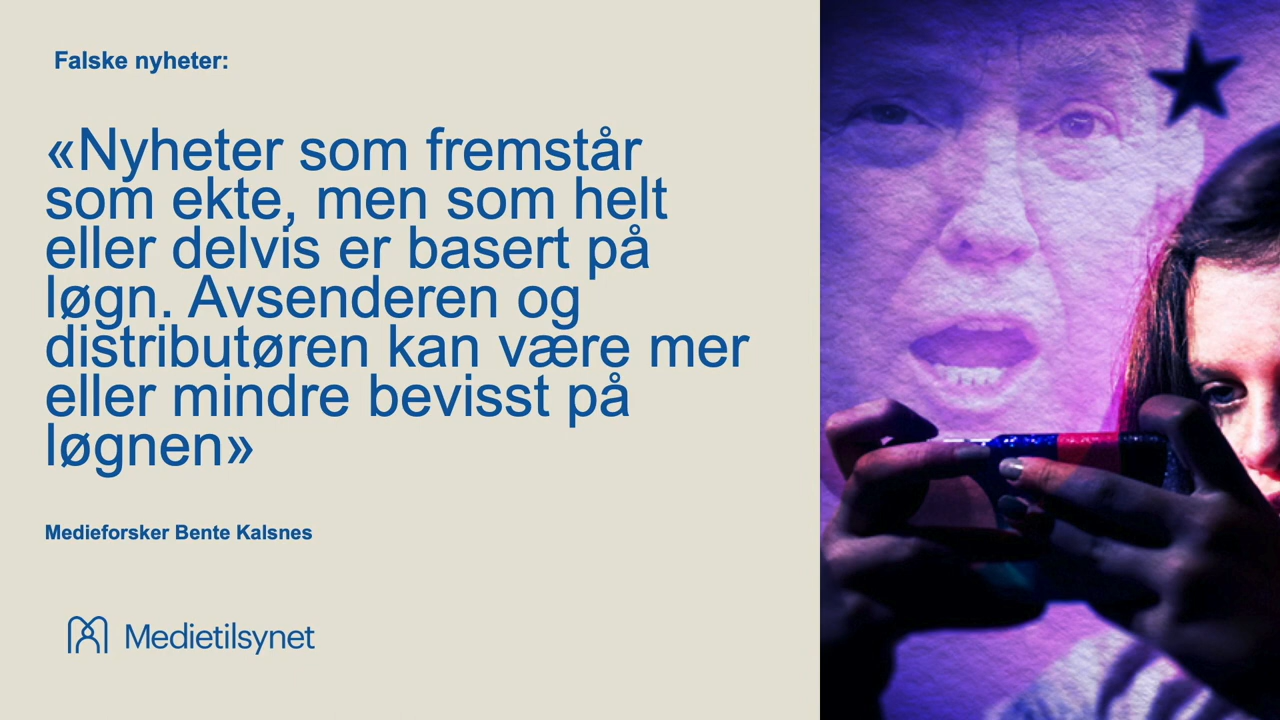 Falske nyheter:
«Nyheter som fremstår
som ekte, men som helt
eller delvis er basert på
løgn. Avsenderen og
distributøren kan være mer
eller mindre bevisst på
løgnen»
Medieforsker Bente Kalsnes
Medietilsynet